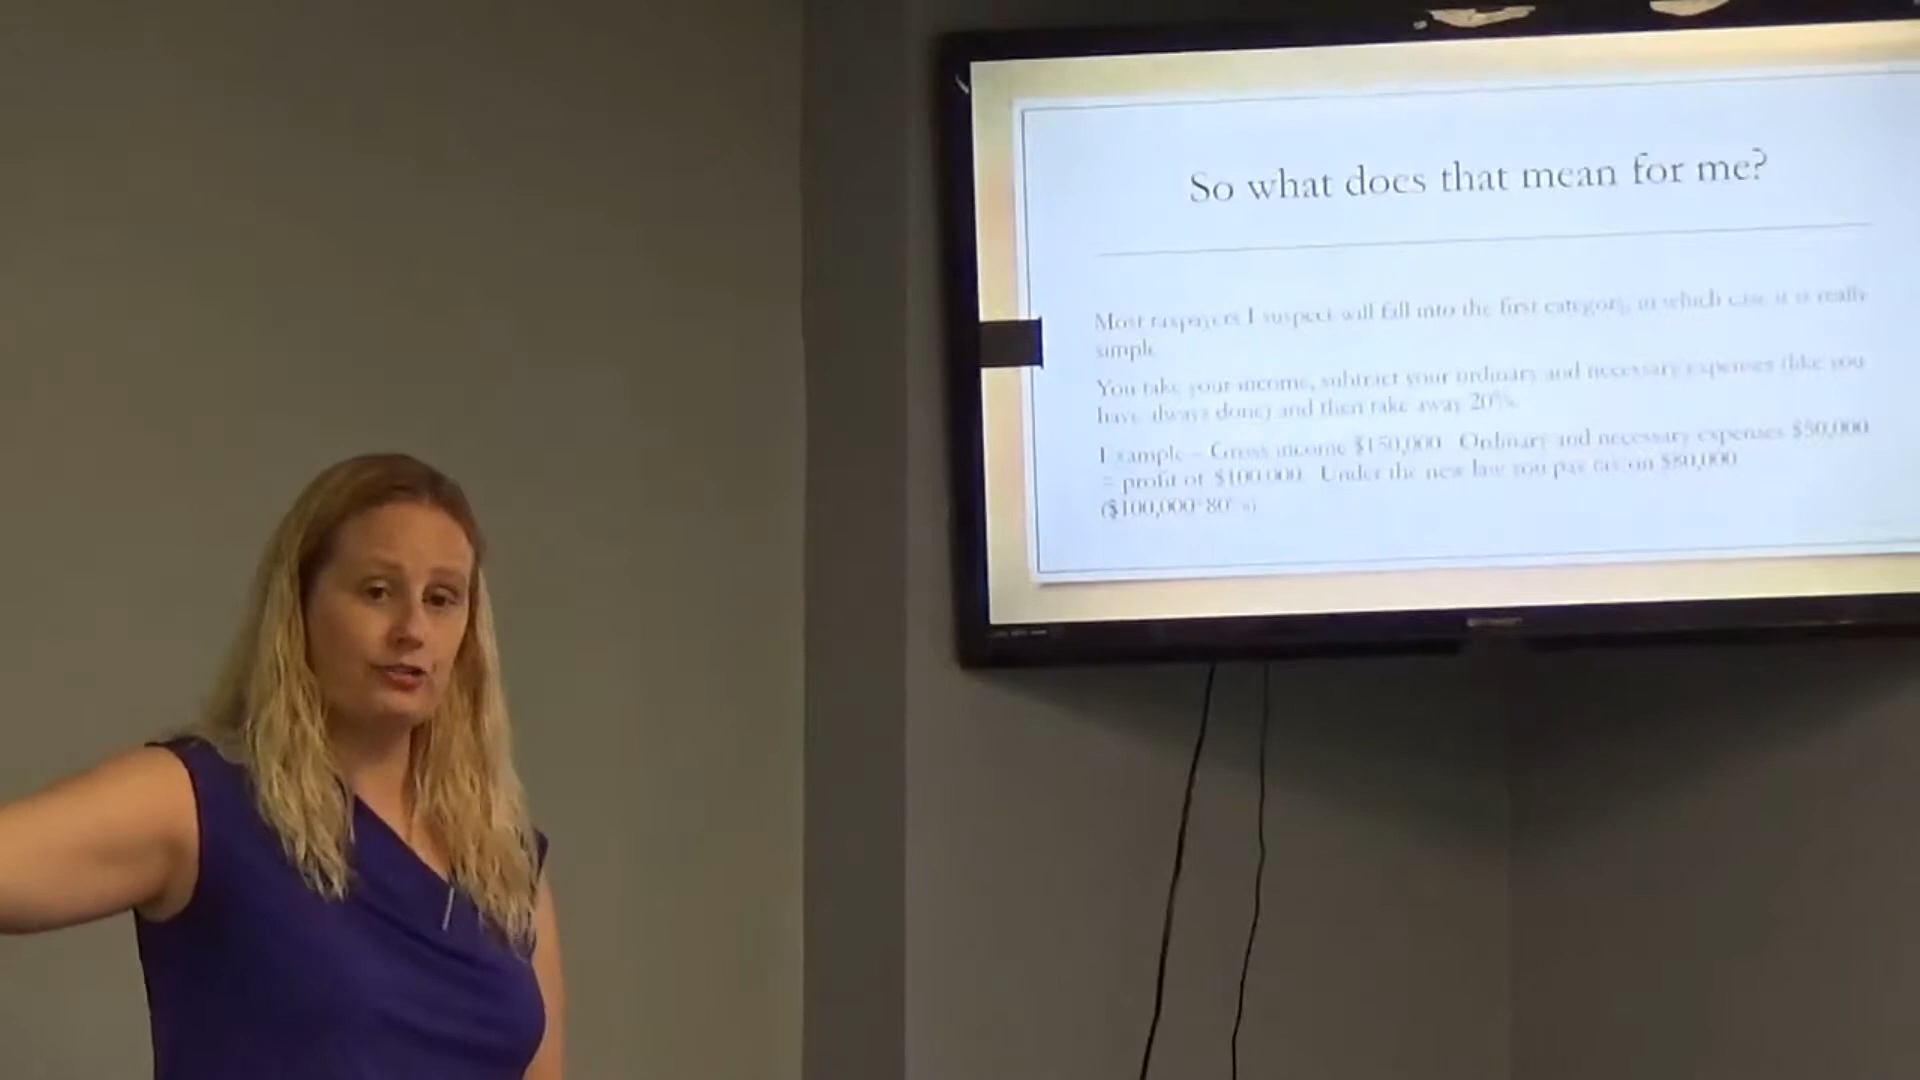 So what does that mean for me?
Most taxpayers I suspect will fall into the first category, in which case it is really
simple
You take your income, subtract your ordinary and necessary expenses (like you
have always done) and then take away 20%.
Example – Gross income $150,000 Ordinary and necessary expenses $50,000
= profit of $100,000 Under the new law you pay tax on $80,000
($100,000*80%)